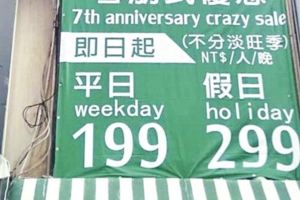 7th anniversary crazy sale
即日起 (不分淡旺季)
NT$/人/晚
平日 假日
weekday holiday
199 299